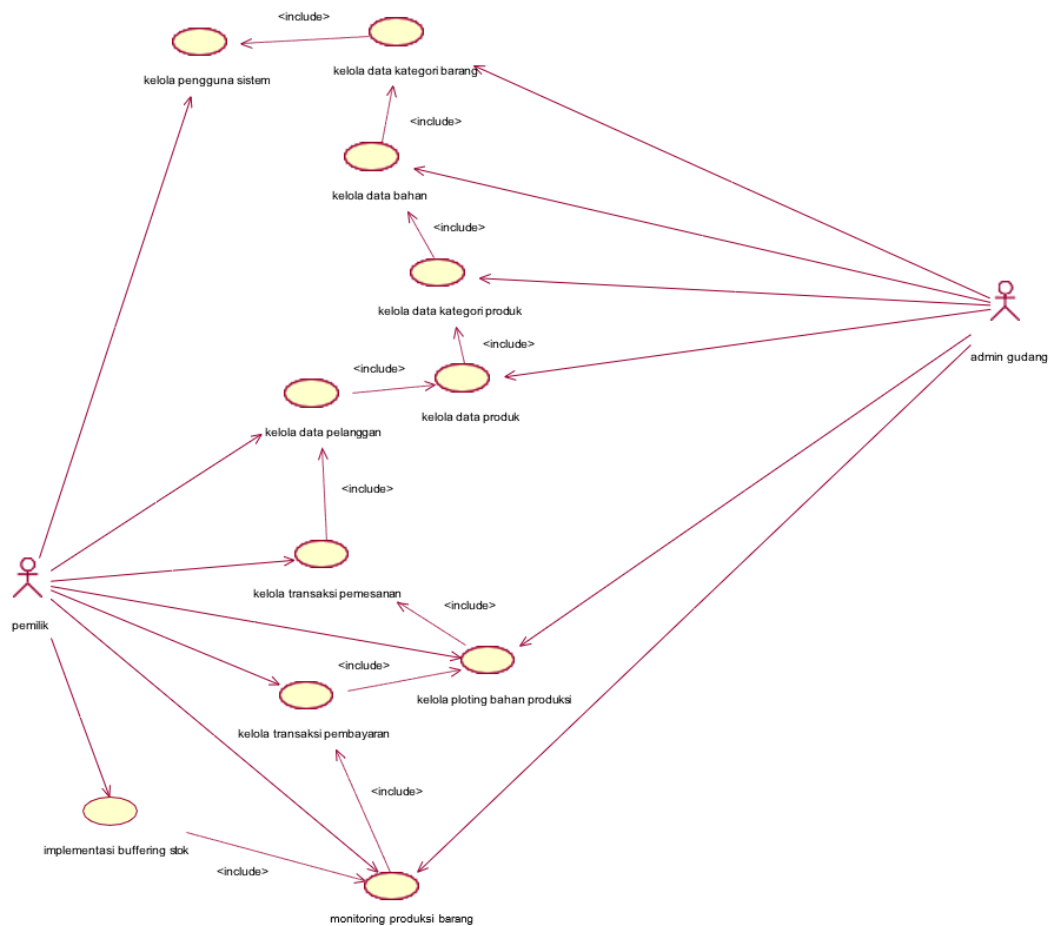 <include>
kelola pengguna sistem
kelola data kategori barang
<include>
kelola data bahan
<include>
kelola data kategori produk
<include>
admin gudang
<include>
kelola data produk
kelola data pelanggan
<include>
kelola transaksi pemesanan
<include>
pemilik
<include>
kelola ploting bahan produksi
kelola transaksi pembayaran
<include>
implementasi buffering stok
<include>
monitoring produksi barang